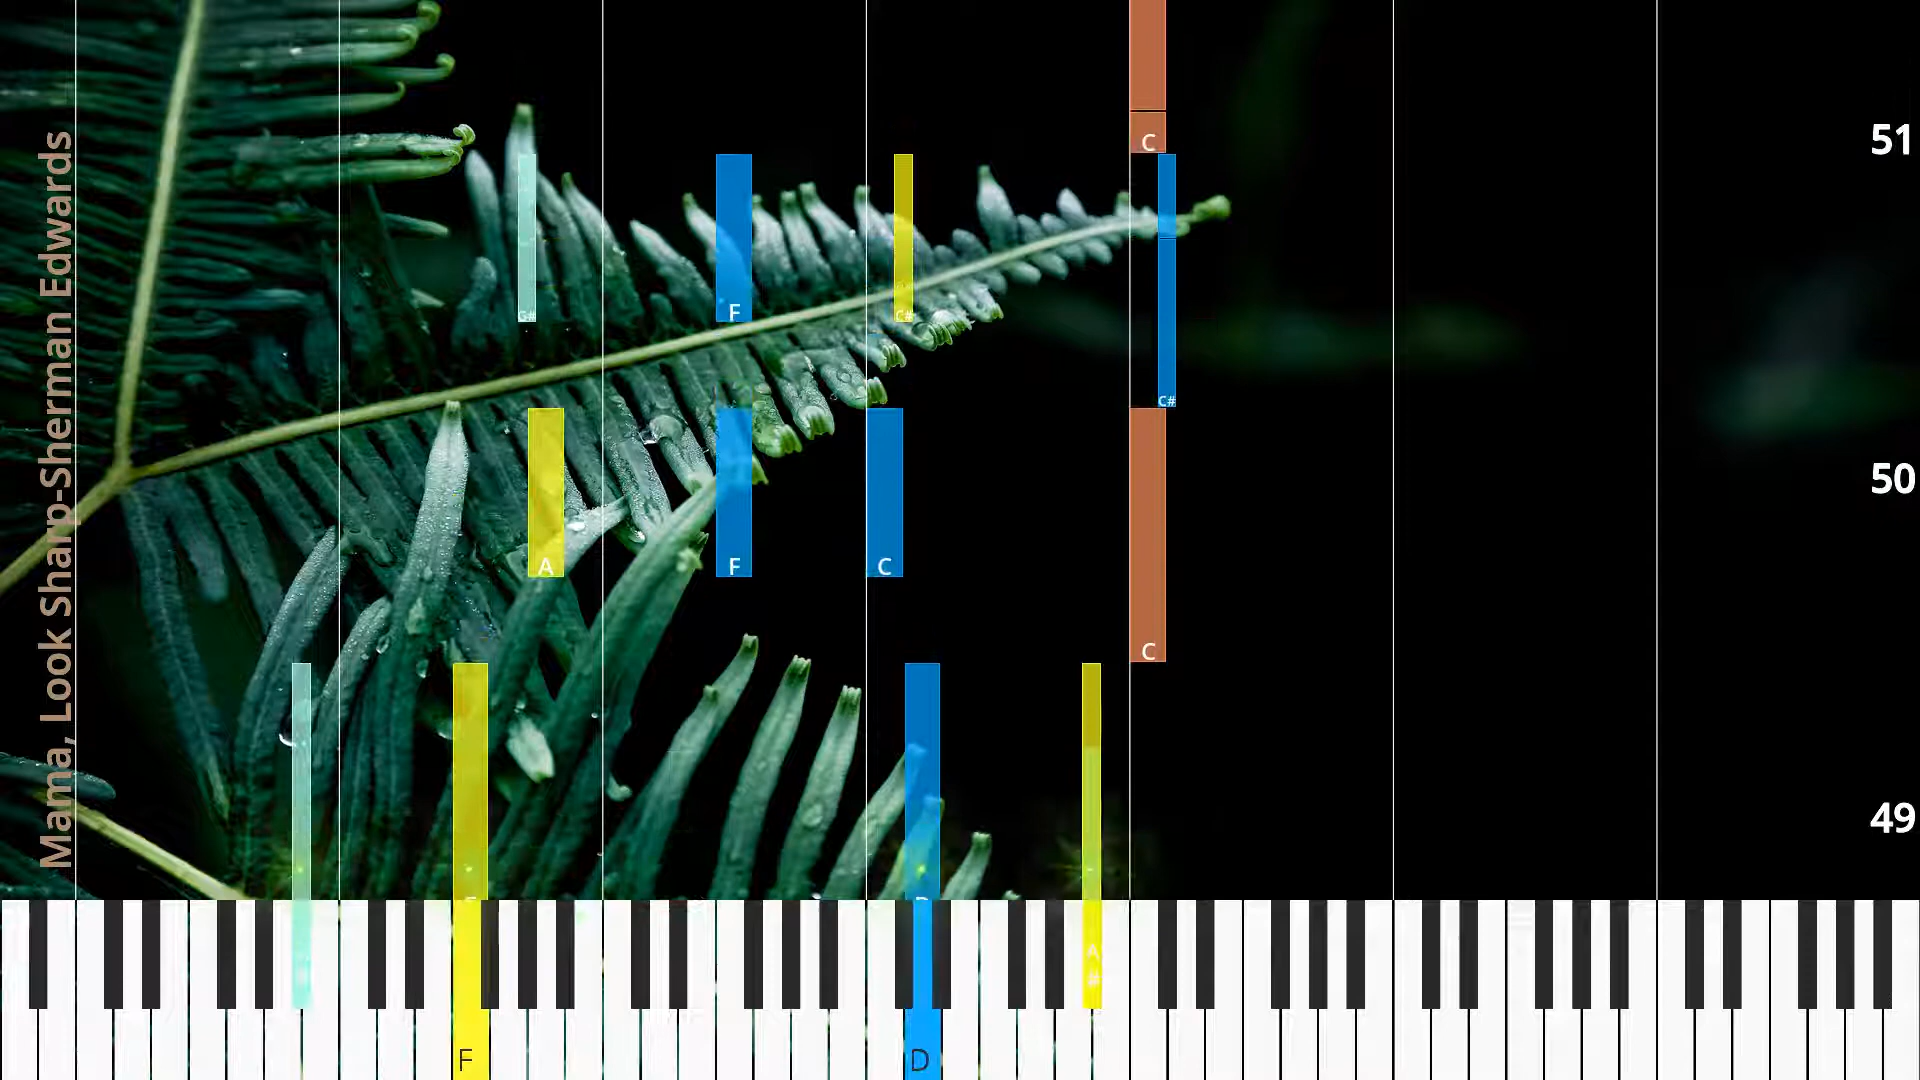 Mama, Look Sharp-Sherman Edwards
C
51
G# F C#
C#
50
A F C
C
49
F D
A
#
F D